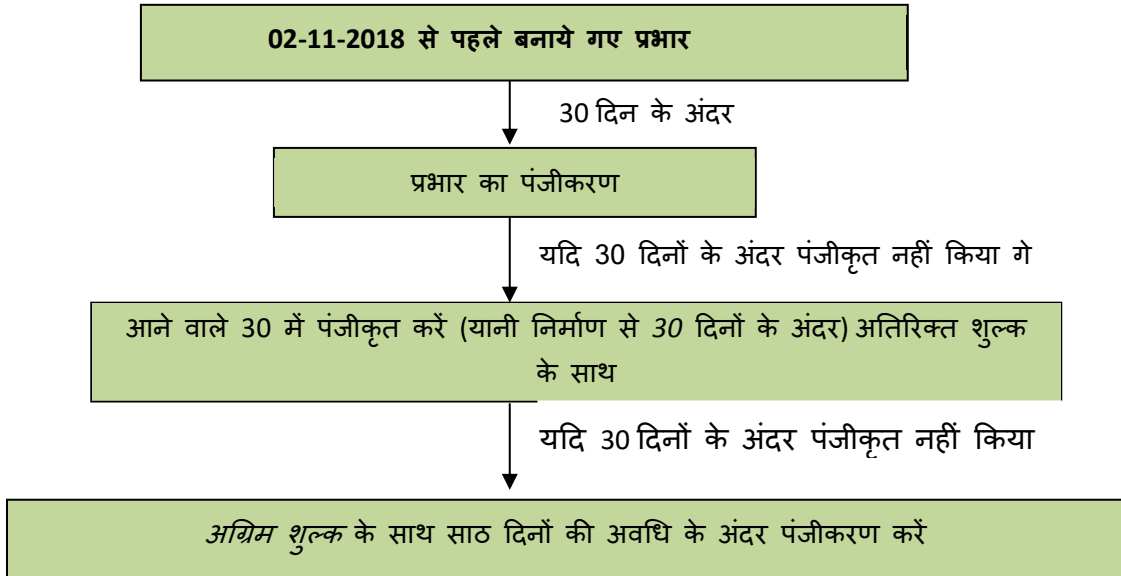 02-11-2018 से पहले बनाये गए प्रभार
30 दिन के अंदर
प्रभार का पंजीकरण
यदि 30 दिनों के अंदर पंजीकृत नहीं किया गे
आने वाले 30 में पंजीकृत करें (यानी निर्माण से 30 दिनों के अंदर) अतिरिक्त शुल्क
के साथ
यदि 30 दिनों के अंदर पंजीकृत नहीं किया
अग्रिम शुल्क के साथ साठ दिनों की अवधि के अंदर पंजीकरण करें